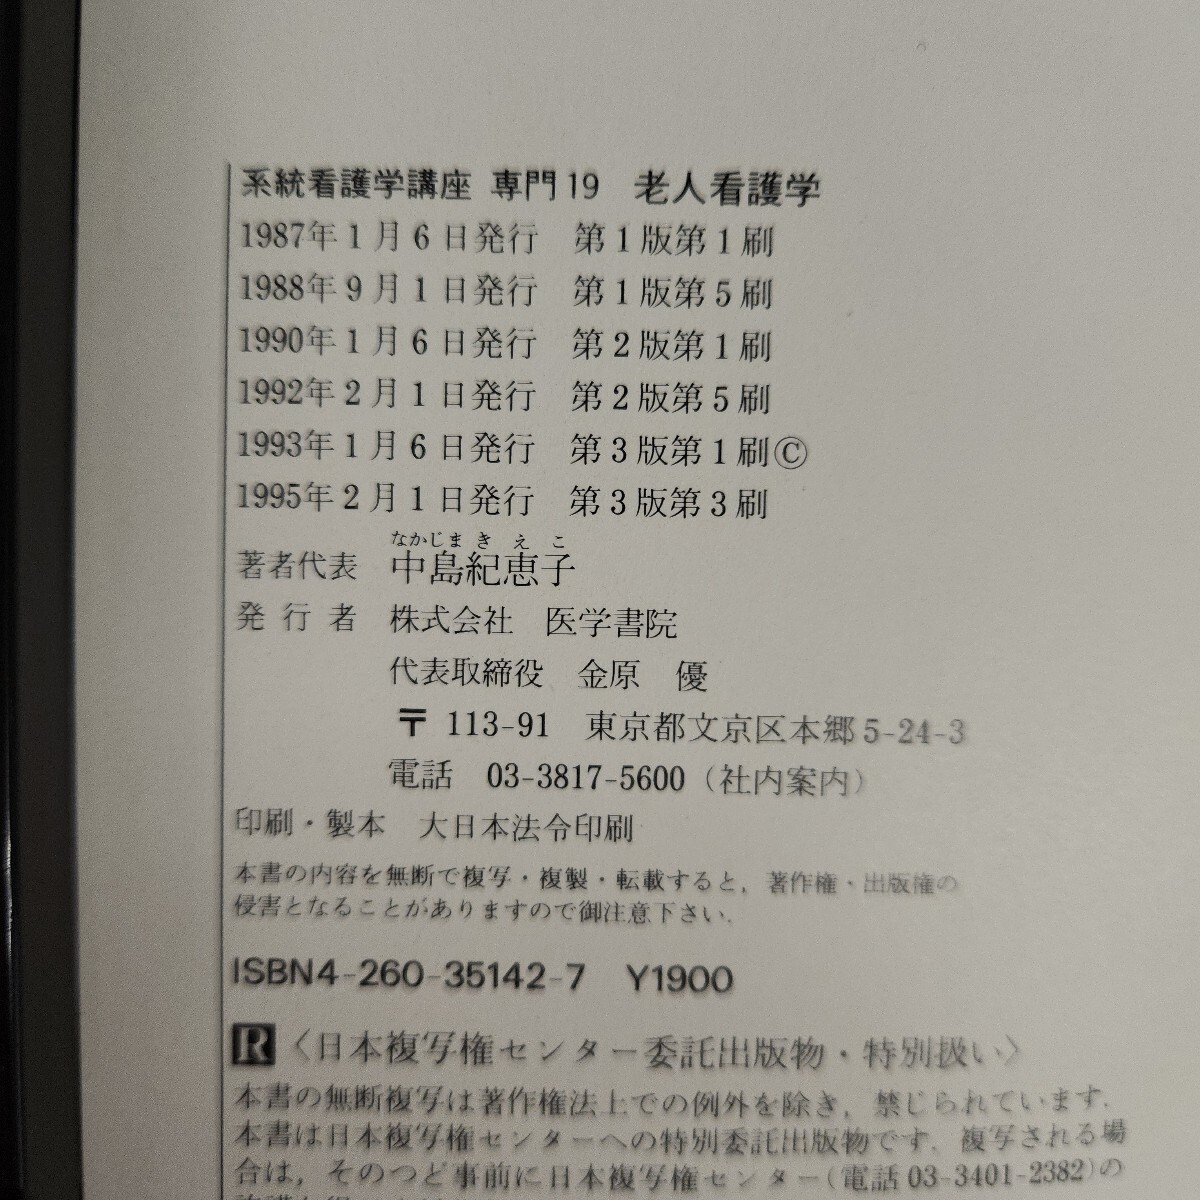 系統看護学講座 専門19 老人看護学
1987年1月6日発行 第1版第1刷
1988年9月1日発行 第1版第5刷
1990年1月6日発行 第2版第1刷
1992年2月1日発行 第2版第5刷
1993年1月6日発行 第3版第1刷Ⓒ
1995年2月1日発行 第3版第3刷
なかじまきえこ
著者代表 中島紀恵子
発行者 株式会社 医学書院
代表取締役 金原 優
〒113-91 東京都文京区本郷5-24-3
電話 03-3817-5600(社内案内)
印刷・製本 大日本法令印刷
本書の内容を無断で複写・複製・転載すると，著作権・出版権の
侵害となることがありますので御注意下さい.
ISBN4-260-35142-7 Y1900
R〈日本複写権センター委託出版物・特別扱い〉
本書の無断複写は著作権法上での例外を除き，禁じられています.
本書は日本複写権センターへの特別委託出版物です. 複写される場
合は，そのつど事前に日本複写権センター(電話03-3401-2382)の